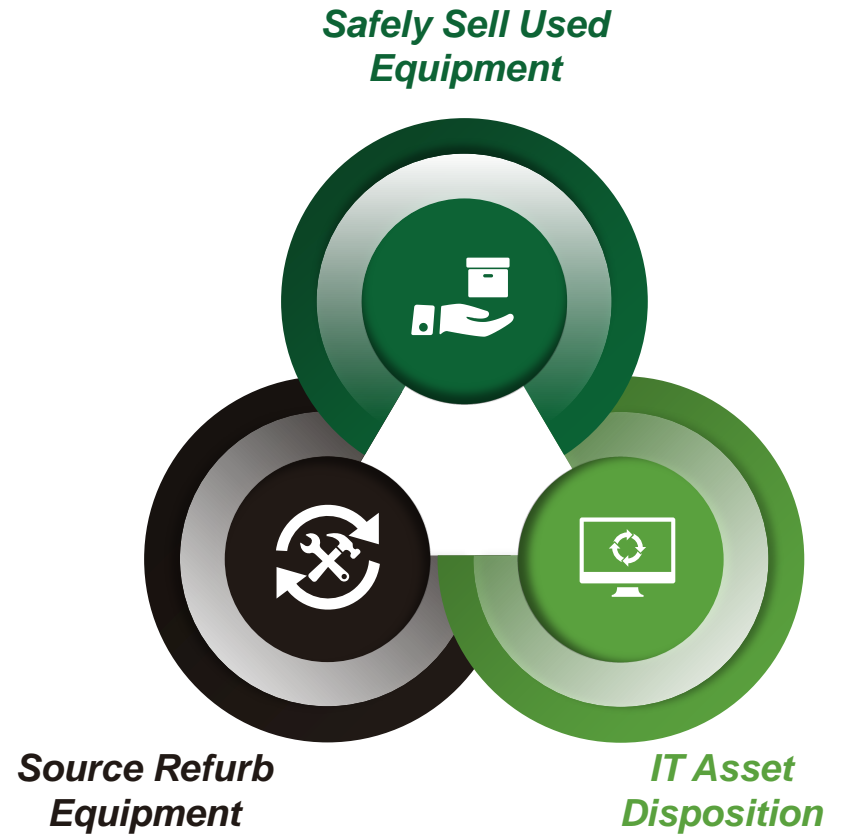 Safely Sell Used
Equipment
Source Refurb
Equipment
IT Asset
Disposition